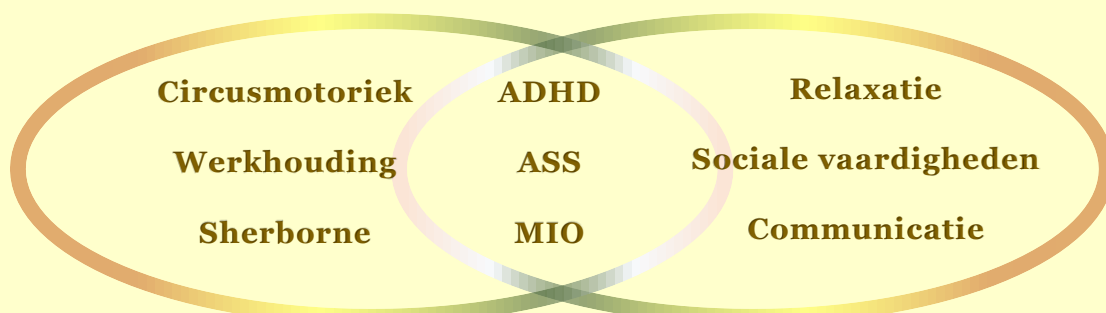 Circusmotoriek
Werkhouding
Sherborne
ADHD
ASS
MIO
Relaxatie
Sociale vaardigheden
Communicatie